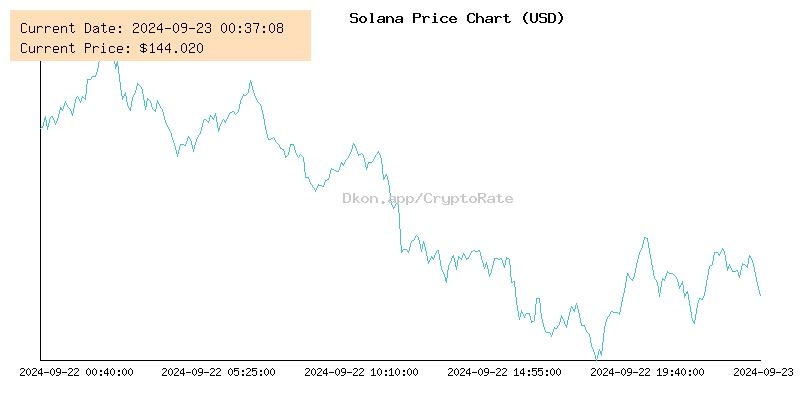 Solana Price Chart (USD)
Current Date: 2024-09-23 00:37:08
Current Price: $144.020
Dkon.app/CryptoRate
2024-09-22 00:40:00 2024-09-22 05:25:00 2024-09-22 10:10:00 2024-09-22 14:55:00 2024-09-22 19:40:00 2024-09-23